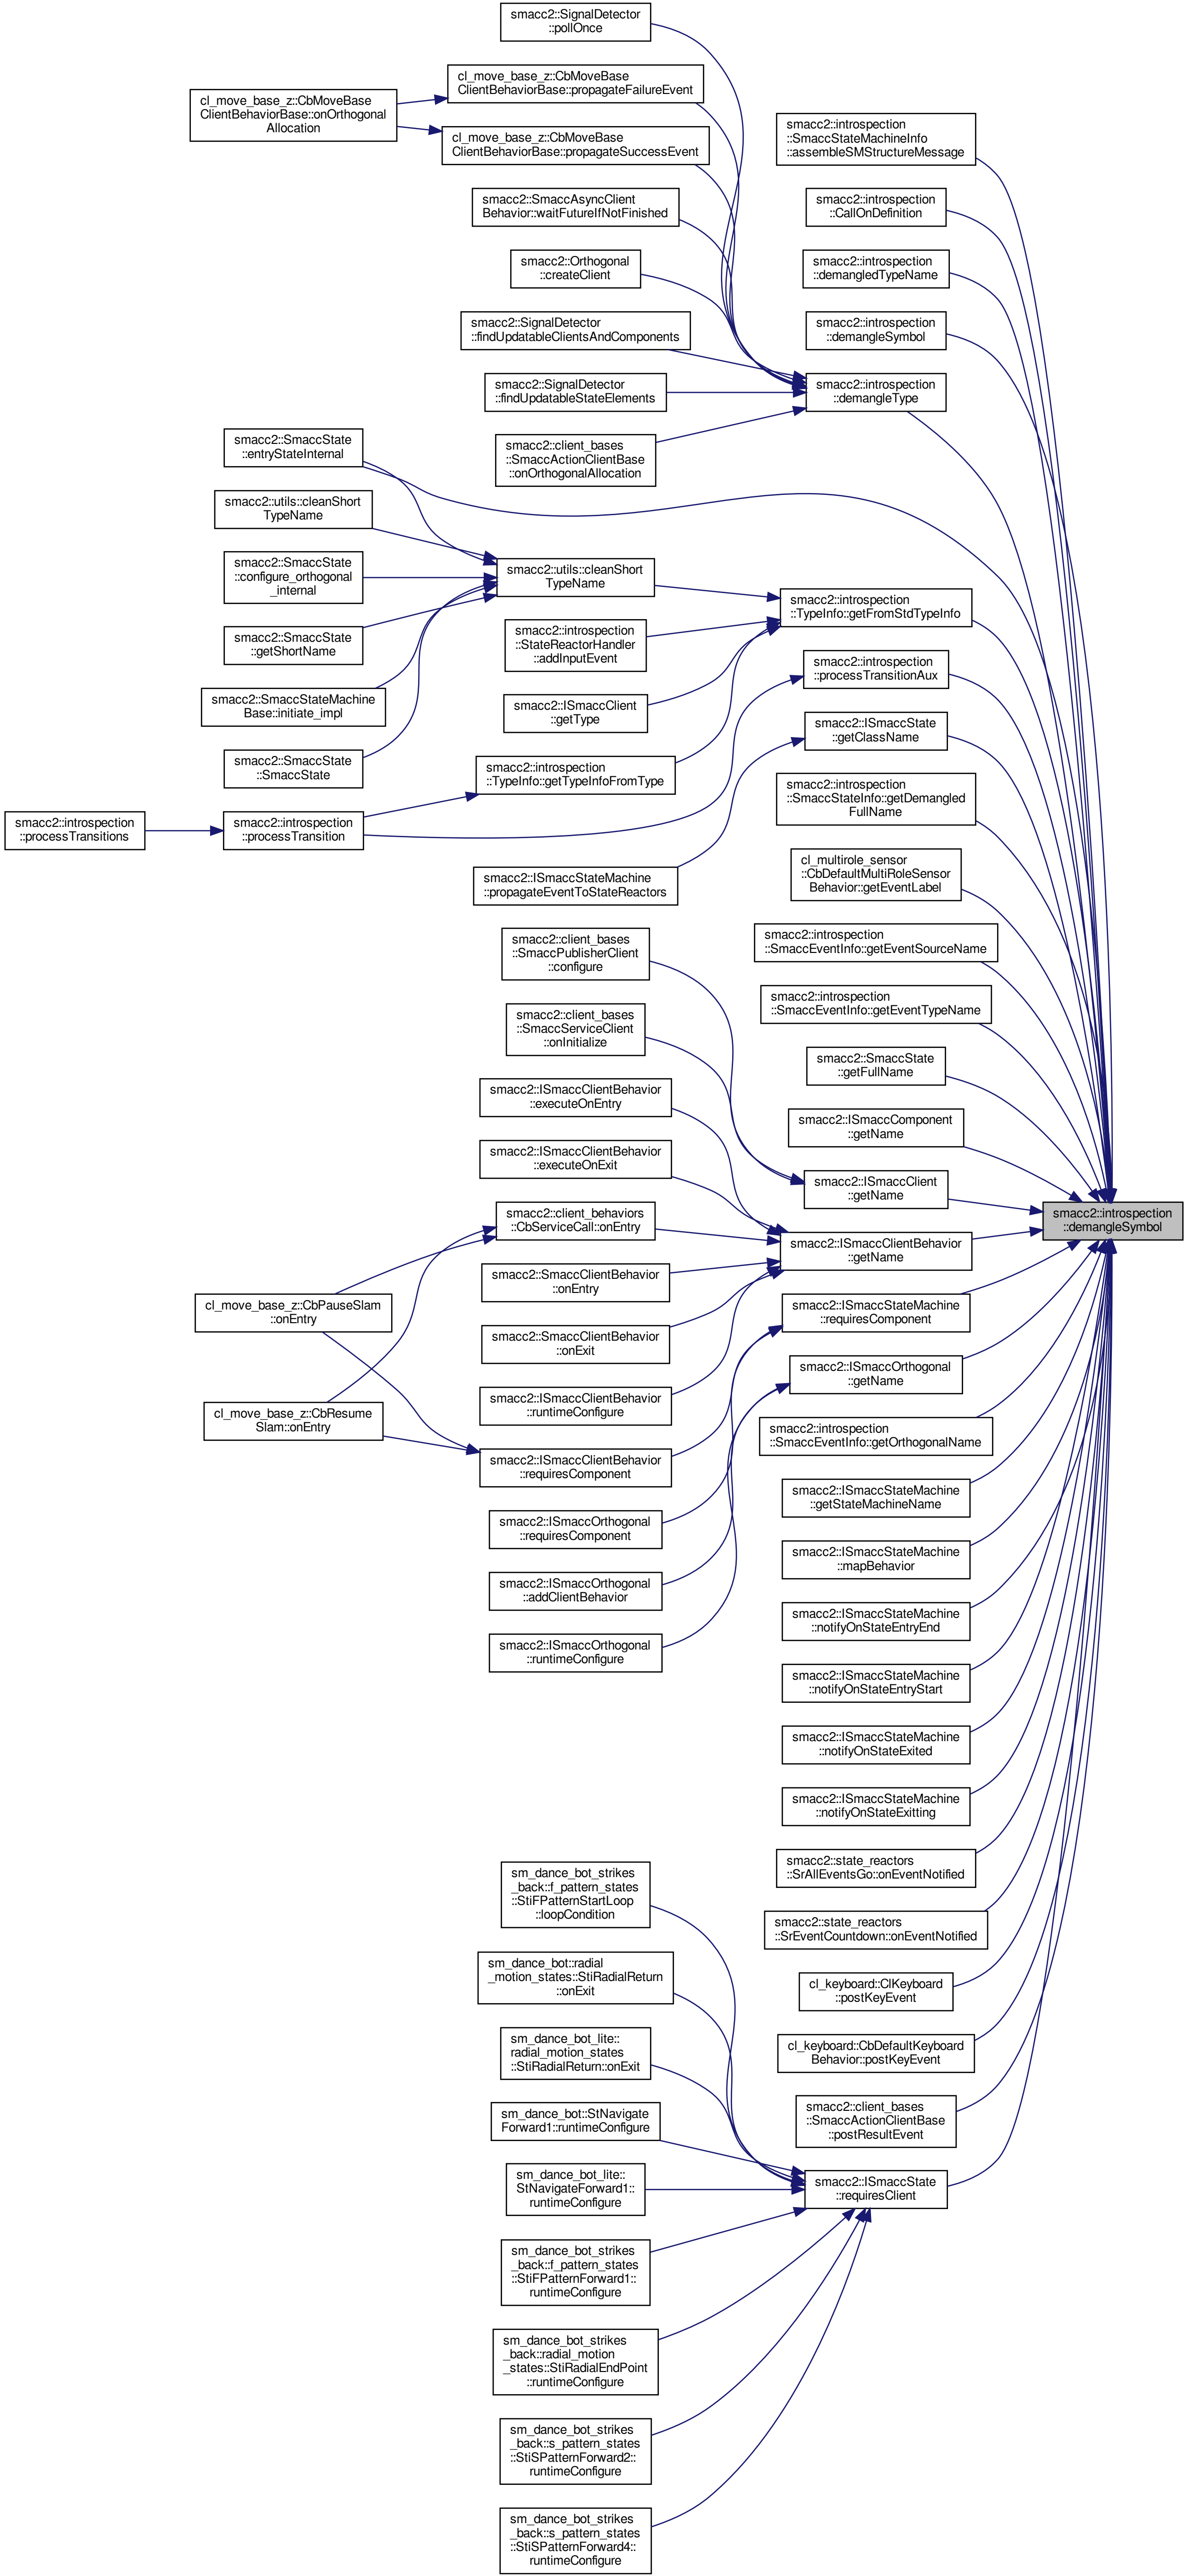 smacc2::SignalDetector
::pollOnce
cl_move_base_z::CbMoveBase
ClientBehaviorBase::propagateFailureEvent
cl_move_base_z::CbMoveBase
ClientBehaviorBase::onOrthogonal
Allocation
cl_move_base_z::CbMoveBase
ClientBehaviorBase::propagateSuccessEvent
smacc2::SmaccAsyncClient
Behavior::waitFutureIfNotFinished
smacc2::Orthogonal
::createClient
smacc2::SignalDetector
::findUpdatableClientsAndComponents
smacc2::SignalDetector
::findUpdatableStateElements
smacc2::client_bases
::SmaccActionClientBase
::onOrthogonalAllocation
smacc2::introspection
::SmaccStateMachineInfo
::assembleSMStructureMessage
smacc2::introspection
::CallOnDefinition
smacc2::introspection
::demangledTypeName
smacc2::introspection
::demangleSymbol
smacc2::introspection
::demangleType
smacc2::SmaccState
::entryStateInternal
smacc2::utils::cleanShort
TypeName
smacc2::SmaccState
::configure_orthogonal
_internal
smacc2::SmaccState
::getShortName
smacc2::SmaccStateMachine
Base::initiate_impl
smacc2::SmaccState
::SmaccState
smacc2::introspection
::processTransitions
smacc2::introspection
::processTransition
smacc2::utils::cleanShort
TypeName
smacc2::introspection
::StateReactorHandler
::addInputEvent
smacc2::ISmaccClient
::getType
smacc2::introspection
::TypeInfo::getTypeInfoFromType
smacc2::ISmaccStateMachine
::propagateEventToStateReactors
smacc2::introspection
::TypeInfo::getFromStdTypeInfo
smacc2::introspection
::processTransitionAux
smacc2::ISmaccState
::getClassName
smacc2::introspection
::SmaccStateInfo::getDemangled
FullName
cl_multirole_sensor
::CbDefaultMultiRoleSensor
Behavior::getEventLabel
smacc2::introspection
::SmaccEventInfo::getEventSourceName
smacc2::introspection
::SmaccEventInfo::getEventTypeName
smacc2::SmaccState
::getFullName
smacc2::ISmaccComponent
::getName
smacc2::ISmaccClient
::getName
smacc2::introspection
::demangleSymbol
smacc2::client_bases
::SmaccPublisherClient
::configure
smacc2::client_bases
::SmaccServiceClient
::onInitialize
smacc2::ISmaccClientBehavior
::executeOnEntry
smacc2::ISmaccClientBehavior
::executeOnExit
smacc2::client_behaviors
::CbServiceCall::onEntry
smacc2::SmaccClientBehavior
::onEntry
smacc2::SmaccClientBehavior
::onExit
smacc2::ISmaccClientBehavior
::runtimeConfigure
smacc2::ISmaccClientBehavior
::requiresComponent
cl_move_base_z::CbPauseSlam
::onEntry
cl_move_base_z::CbResume
Slam::onEntry
smacc2::ISmaccOrthogonal
::requiresComponent
smacc2::ISmaccOrthogonal
::addClientBehavior
smacc2::ISmaccOrthogonal
::runtimeConfigure
smacc2::ISmaccClientBehavior
::getName
smacc2::ISmaccStateMachine
::requiresComponent
smacc2::ISmaccOrthogonal
::getName
smacc2::introspection
::SmaccEventInfo::getOrthogonalName
smacc2::ISmaccStateMachine
::getStateMachineName
smacc2::ISmaccStateMachine
::mapBehavior
smacc2::ISmaccStateMachine
::notifyOnStateEntryEnd
smacc2::ISmaccStateMachine
::notifyOnStateEntryStart
smacc2::ISmaccStateMachine
::notifyOnStateExited
smacc2::ISmaccStateMachine
::notifyOnStateExitting
smacc2::state_reactors
::SrAllEventsGo::onEventNotified
smacc2::state_reactors
::SrEventCountdown::onEventNotified
cl_keyboard::ClKeyboard
::postKeyEvent
cl_keyboard::CbDefaultKeyboard
Behavior::postKeyEvent
smacc2::client_bases
::SmaccActionClientBase
::postResultEvent
smacc2::ISmaccState
::requiresClient
sm_dance_bot_strikes
_back::f_pattern_states
::StiFPatternStartLoop
::loopCondition
sm_dance_bot::radial
_motion_states::StiRadialReturn
::onExit
sm_dance_bot_lite::
radial_motion_states
::StiRadialReturn::onExit
sm_dance_bot::StNavigate
Forward1::runtimeConfigure
sm_dance_bot_lite::
StNavigateForward1::
runtimeConfigure
sm_dance_bot_strikes
_back::f_pattern_states
::StiFPatternForward1::
runtimeConfigure
sm_dance_bot_strikes
_back::radial_motion
_states::StiRadialEndPoint
::runtimeConfigure
sm_dance_bot_strikes
_back::s_pattern_states
::StiSPatternForward2::
runtimeConfigure
sm_dance_bot_strikes
_back::s_pattern_states
::StiSPatternForward4::
runtimeConfigure